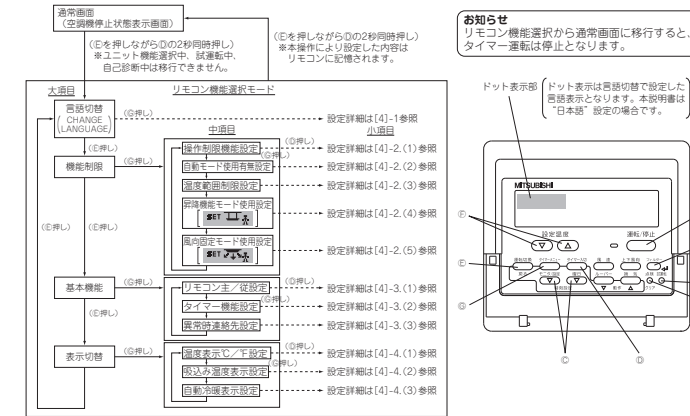 通常画面
(空調機停止状態表示画面)
(Ⓔを押しながらⒹの2秒同時押し)
※ユニット機能選択中、試運転中、
自己診断中は移行できません。
(Ⓔを押しながらⒹの2秒同時押し)
※本操作により設定した内容は
リモコンに記憶されます。
お知らせ
リモコン機能選択から通常画面に移行すると、
タイマー運転は停止となります。
大項目
リモコン機能選択モード
言語切替
(CHANGE
LANGUAGE)
(Ⓖ押し)
設定詳細は[4]-1参照
中項目
小項目
(Ⓔ押し)
機能制限
(Ⓖ押し)
操作制限機能設定
(Ⓓ押し)
設定詳細は[4]-2.(1)参照
(Ⓖ押し)
自動モード使用有無設定
設定詳細は[4]-2.(2)参照
温度範囲制限設定
設定詳細は[4]-2.(3)参照
昇降機能モード使用設定
SET
設定詳細は[4]-2.(4)参照
風向固定モード使用設定
SET
設定詳細は[4]-2.(5)参照
(Ⓔ押し)
(Ⓔ押し)
基本機能
(Ⓖ押し)
リモコン主/従設定
(Ⓓ押し)
設定詳細は[4]-3.(1)参照
(Ⓖ押し)
タイマー機能設定
設定詳細は[4]-3.(2)参照
異常時連絡先設定
設定詳細は[4]-3.(3)参照
(Ⓔ押し)
表示切替
(Ⓖ押し)
温度表示℃/℉設定
(Ⓓ押し)
設定詳細は[4]-4.(1)参照
(Ⓖ押し)
吸込み温度表示設定
設定詳細は[4]-4.(2)参照
自動冷暖表示設定
設定詳細は[4]-4.(3)参照
ドット表示部
ドット表示は言語切替で設定した
言語表示となります。本説明書は
"日本語"設定の場合です。
MITSUBISHI
設定温度
運転/停止
Ⓕ
Ⓔ
Ⓖ
Ⓒ
Ⓓ